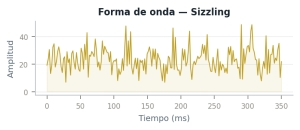 Forma de onda — Sizzling
Amplitud
40
20
0
0 50 100 150 200 250 300 350
Tiempo (ms)